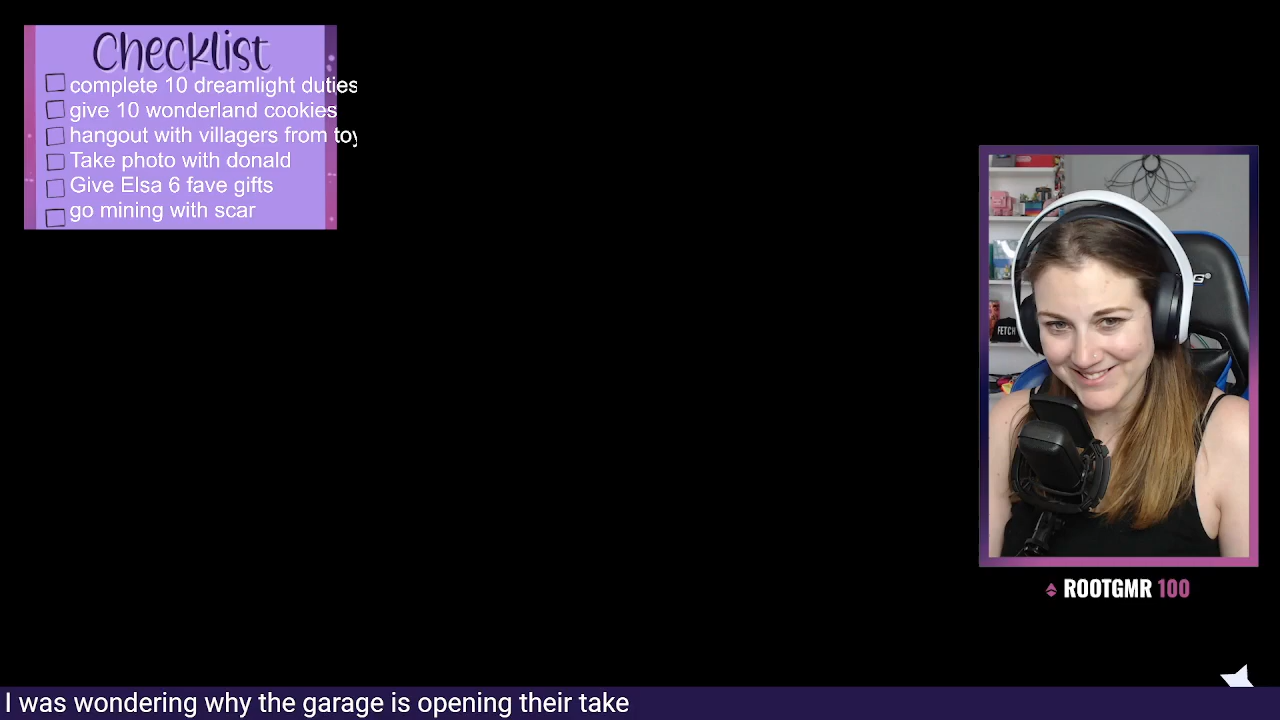 Checklist
complete 10 dreamlight duties
give 10 wonderland cookies
hangout with villagers from toy
Take photo with donald
Give Elsa 6 fave gifts
go mining with scar
FETCH
ROOTGMR 100
I was wondering why the garage is opening their take